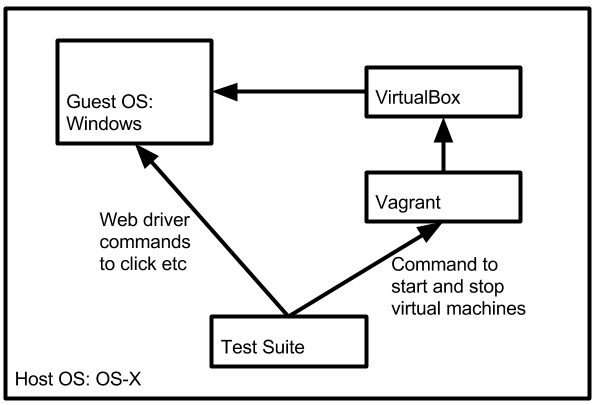 Guest OS:
Windows
VirtualBox
Vagrant
Web driver
commands
to click etc
Command to
start and stop
virtual machines
Test Suite
Host OS: OS-X